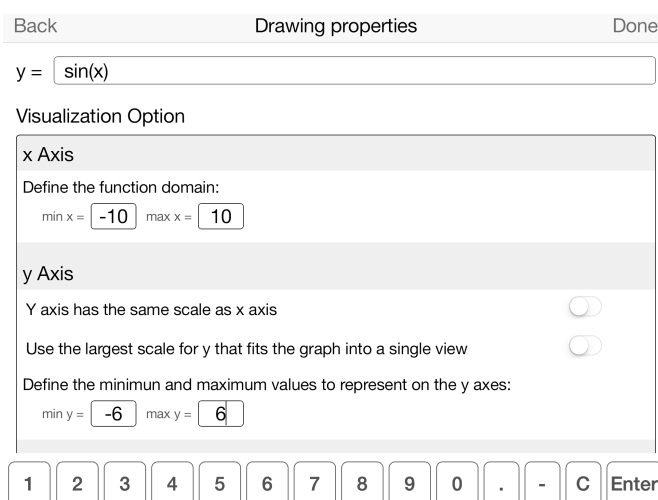 Back Drawing properties Done
y = sin(x)
Visualization Option
x Axis
Define the function domain:
min x = -10 max x = 10
y Axis
Y axis has the same scale as x axis
Use the largest scale for y that fits the graph into a single view
Define the minimun and maximum values to represent on the y axes:
min y = -6 max y = 6
1 2 3 4 5 6 7 8 9 0 . - C Enter